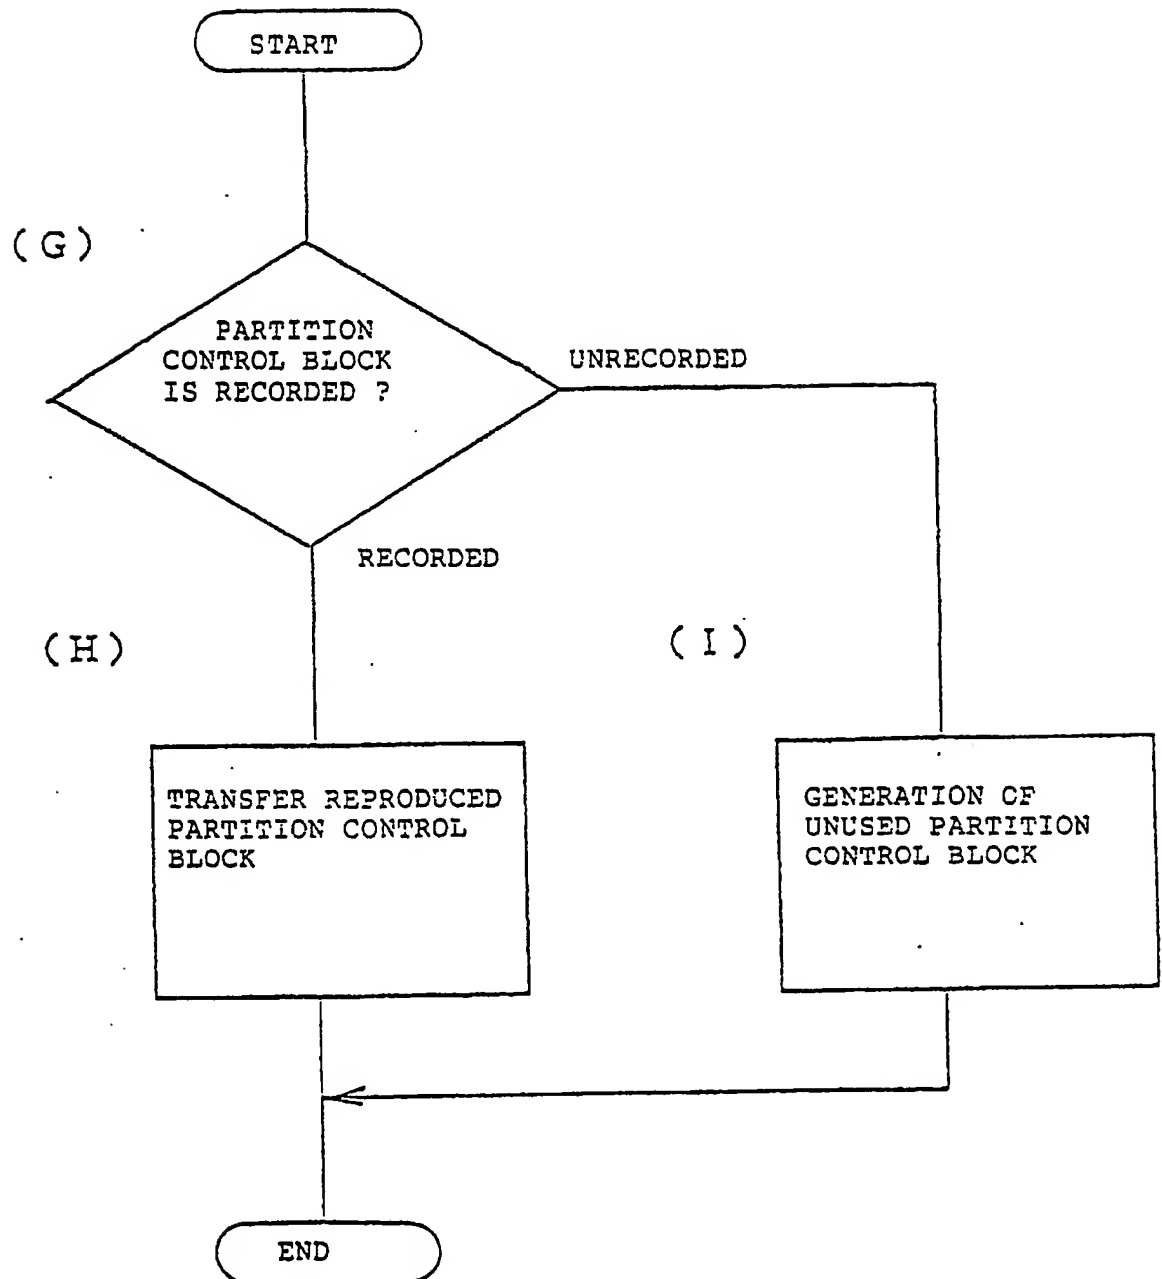 START
(G)
PARTITION
CONTROL BLOCK
IS RECORDED ?
UNRECORDED
RECORDED
(H)
(I)
TRANSFER REPRODUCED
PARTITION CONTROL
BLOCK
GENERATION OF
UNUSED PARTITION
CONTROL BLOCK
END